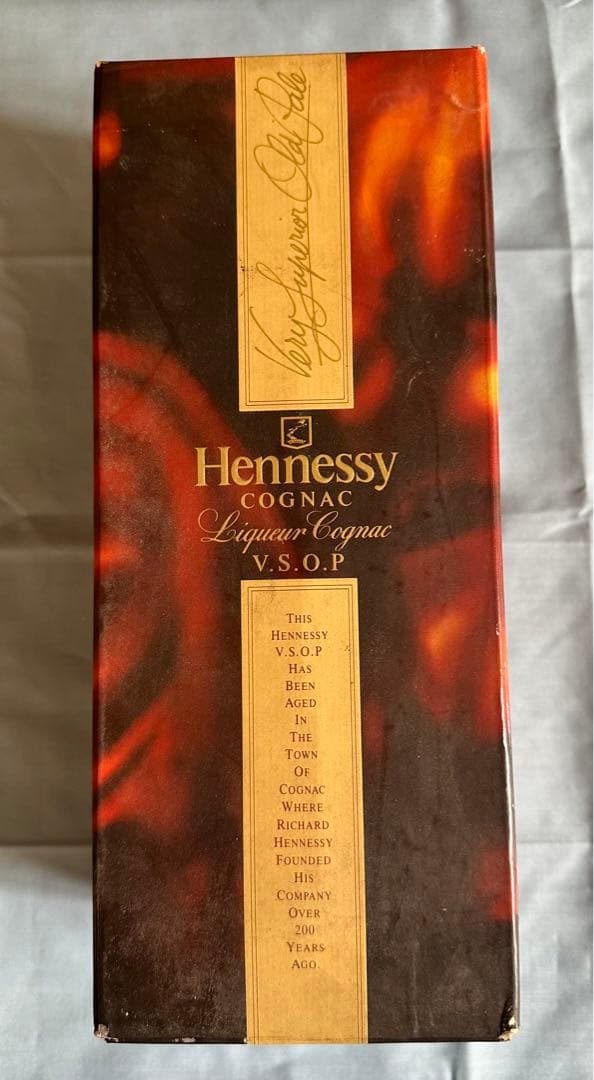 Very Superior Old Pale
Hennessy
COGNAC
Liqueur Cognac
V.S.O.P
THIS
HENNESSY
V.S.O.P
HAS
BEEN
AGED
IN
THE
TOWN
OF
COGNAC
WHERE
RICHARD
HENNESSY
FOUNDED
HIS
COMPANY
OVER
200
YEARS
AGO.